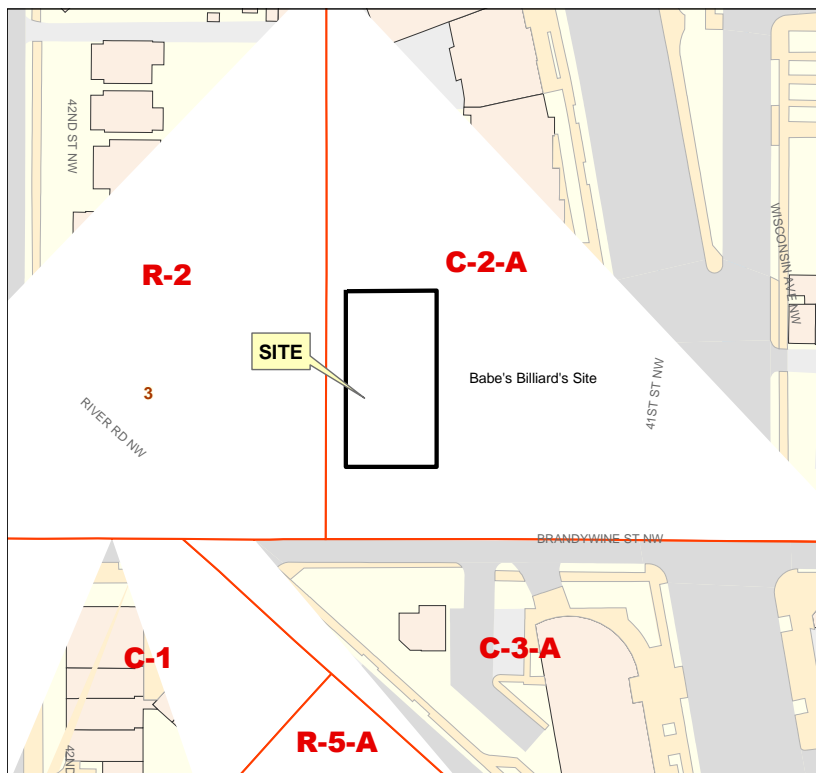 42ND ST NW
R-2
C-2-A
WISCONSIN AVE NW
SITE
Babe's Billiard's Site
3
RIVER RD NW
41ST ST NW
BRANDYWINE ST NW
C-1
C-3-A
R-5-A
42ND